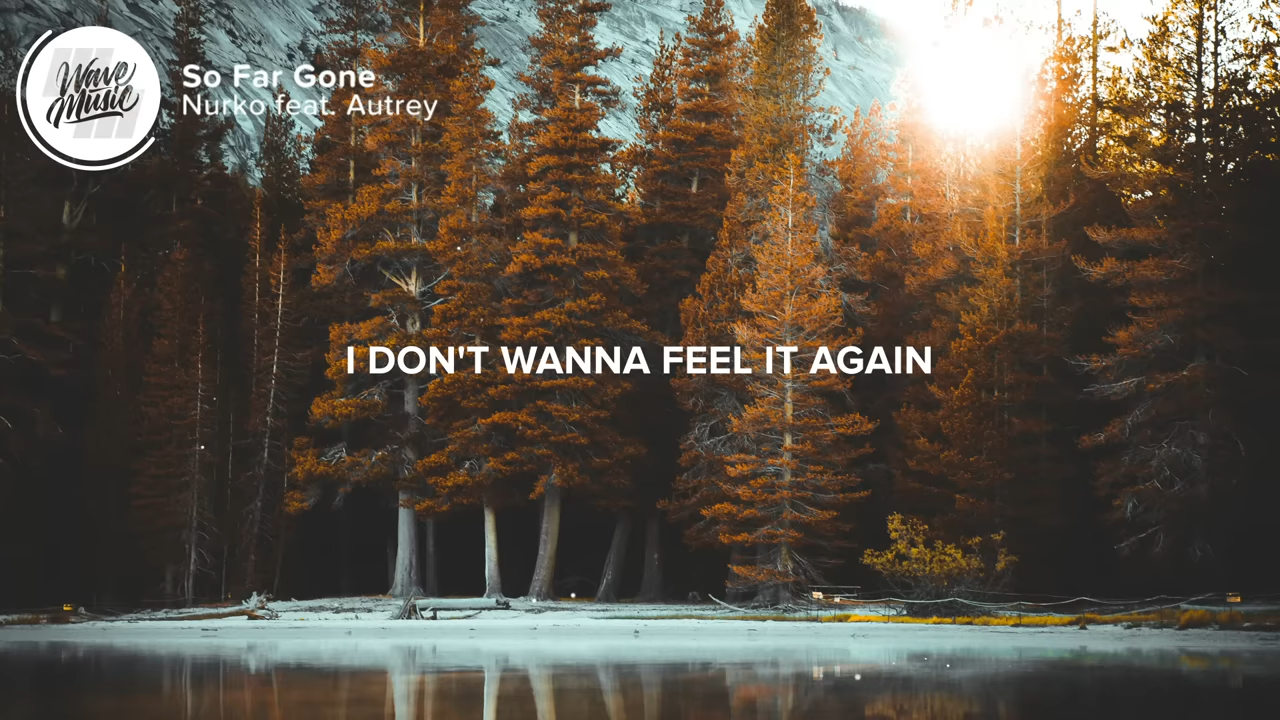 Wave
Music
So Far Gone
Nurko feat. Autrey
I DON'T WANNA FEEL IT AGAIN